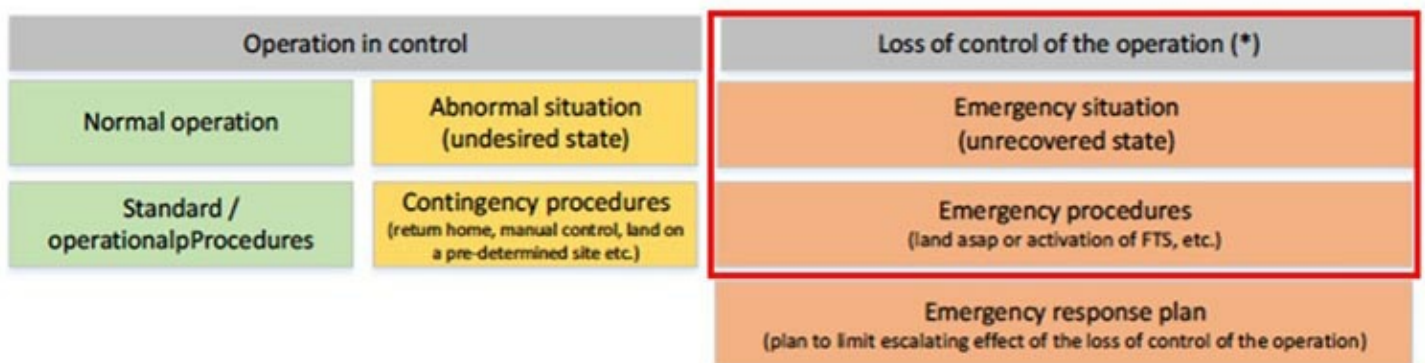 Operation in control
Loss of control of the operation (*)
Normal operation
Abnormal situation
(undesired state)
Emergency situation
(unrecovered state)
Standard /
operationalpProcedures
Contingency procedures
(return home, manual control, land on
a pre-determined site etc.)
Emergency procedures
(land asap or activation of FTS, etc.)
Emergency response plan
(plan to limit escalating effect of the loss of control of the operation)